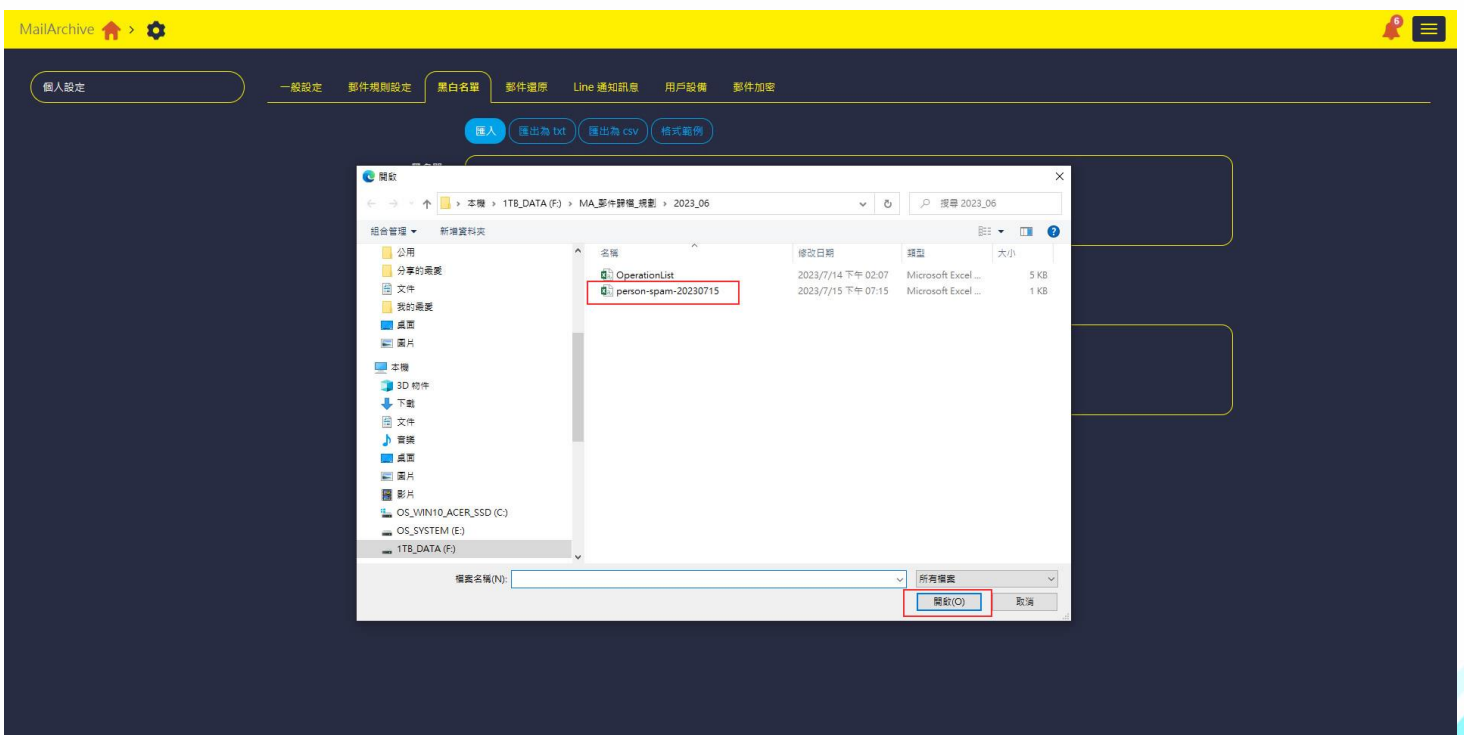 MailArchive
6
個人設定
一般設定 郵件規則設定 黑白名單 郵件還原 Line 通知訊息 用戶設備 郵件加密
匯入 匯出為 txt 匯出為 csv 格式範例
開啟
本機 › 1TB_DATA (F:) › MA_郵件歸檔_規劃 › 2023_06
搜尋 2023_06
組合管理 新增資料夾
公用
分享的最愛
文件
我的最愛
桌面
圖片
本機
3D 物件
下載
文件
音樂
桌面
圖片
影片
OS_WIN10_ACER_SSD (C:)
OS_SYSTEM (E:)
1TB_DATA (F:)
名稱 修改日期 類型 大小
OperationList 2023/7/14 下午 02:07 Microsoft Excel ... 5 KB
person-spam-20230715 2023/7/15 下午 07:15 Microsoft Excel ... 1 KB
檔案名稱(N): 所有檔案
開啟(O) 取消